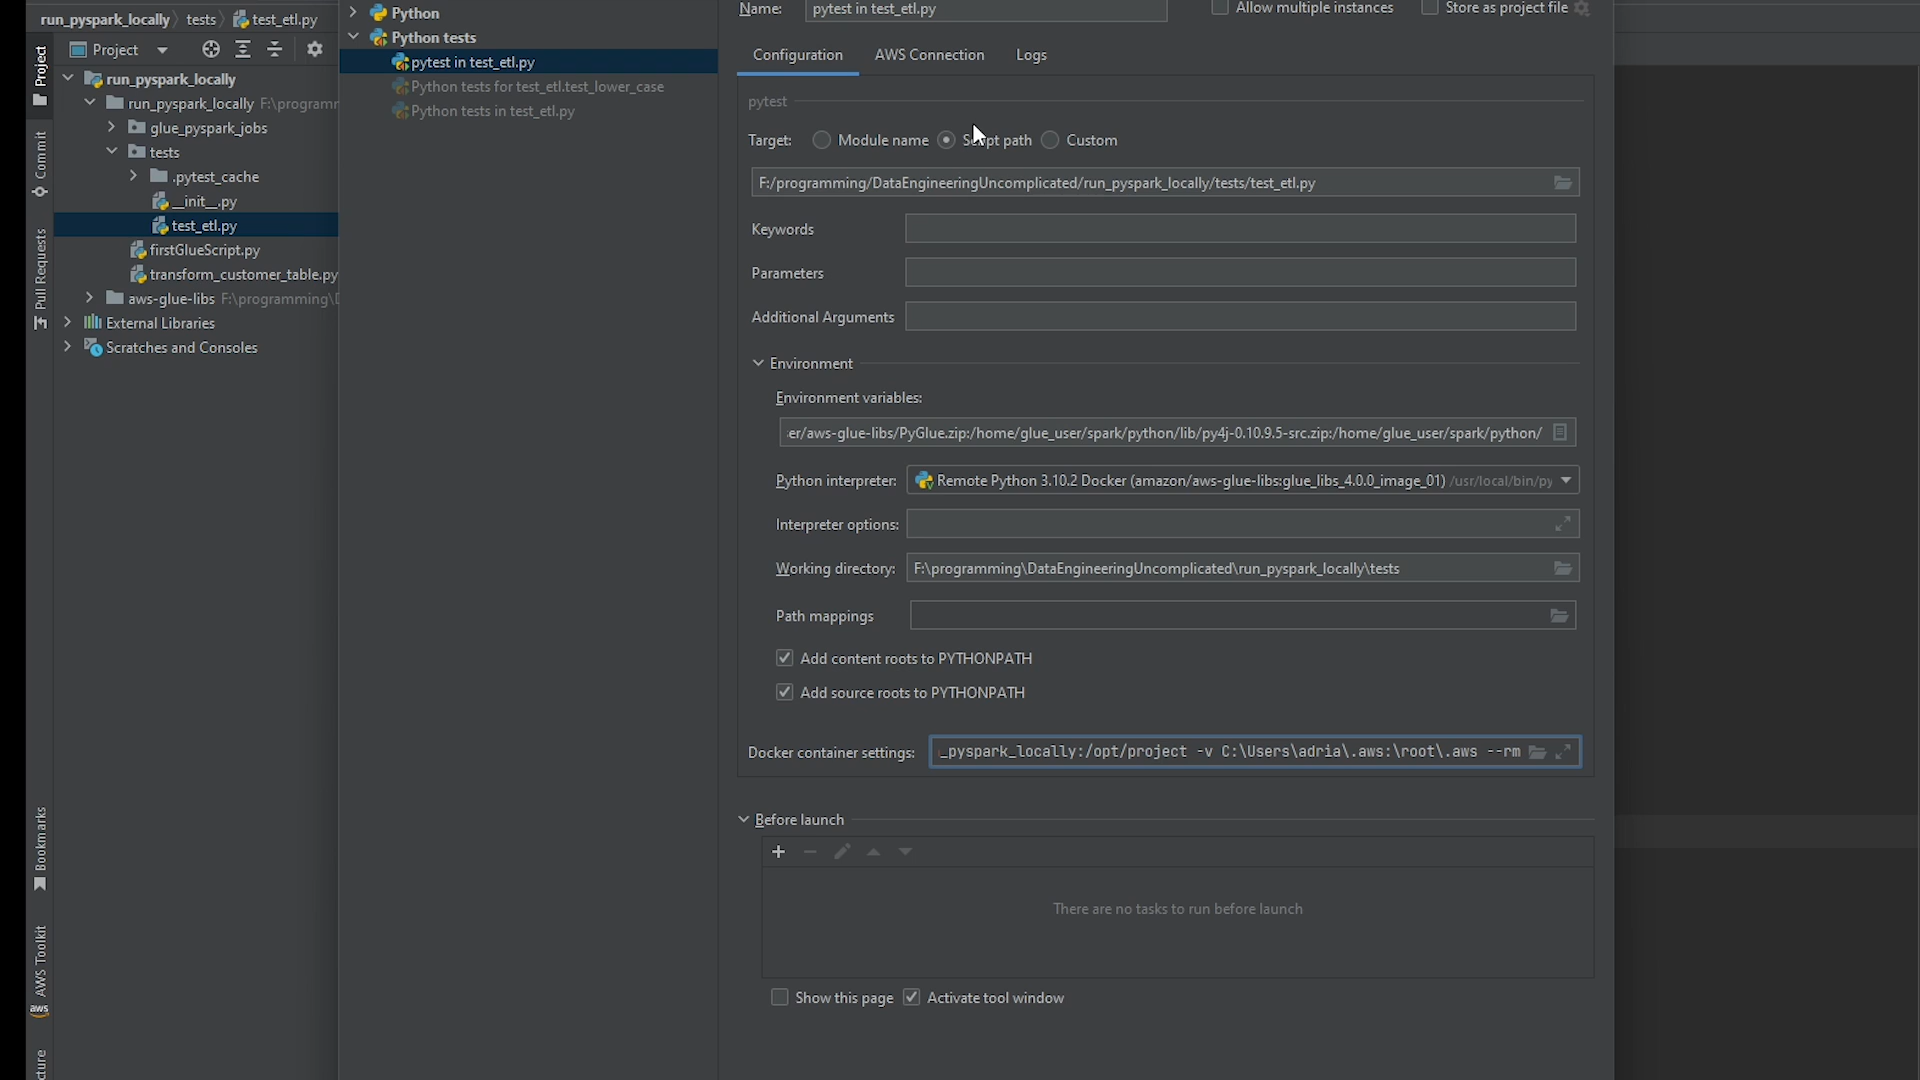 run_pyspark_locally tests test_etl.py
Project
Project
run_pyspark_locally
run_pyspark_locally F:\programm
glue_pyspark_jobs
tests
.pytest_cache
__init__.py
test_etl.py
firstGlueScript.py
transform_customer_table.py
aws-glue-libs F:\programming\D
External Libraries
Scratches and Consoles
Commit
Pull Requests
Bookmarks
AWS Toolkit
aws
cture
Python
Python tests
pytest in test_etl.py
Python tests for test_etl.test_lower_case
Python tests in test_etl.py
Name: pytest in test_etl.py Allow multiple instances Store as project file
Configuration AWS Connection Logs
pytest
Target: Module name Script path Custom
F:/programming/DataEngineeringUncomplicated/run_pyspark_locally/tests/test_etl.py
Keywords
Parameters
Additional Arguments
Environment
Environment variables:
er/aws-glue-libs/PyGlue.zip:/home/glue_user/spark/python/lib/py4j-0.10.9.5-src.zip:/home/glue_user/spark/python/
Python interpreter: Remote Python 3.10.2 Docker (amazon/aws-glue-libs:glue_libs_4.0.0_image_01) /usr/local/bin/py
Interpreter options:
Working directory: F:\programming\DataEngineeringUncomplicated\run_pyspark_locally\tests
Path mappings
Add content roots to PYTHONPATH
Add source roots to PYTHONPATH
Docker container settings: _pyspark_locally:/opt/project -v C:\Users\adria\.aws:\root\.aws --rm
Before launch
There are no tasks to run before launch
Show this page Activate tool window